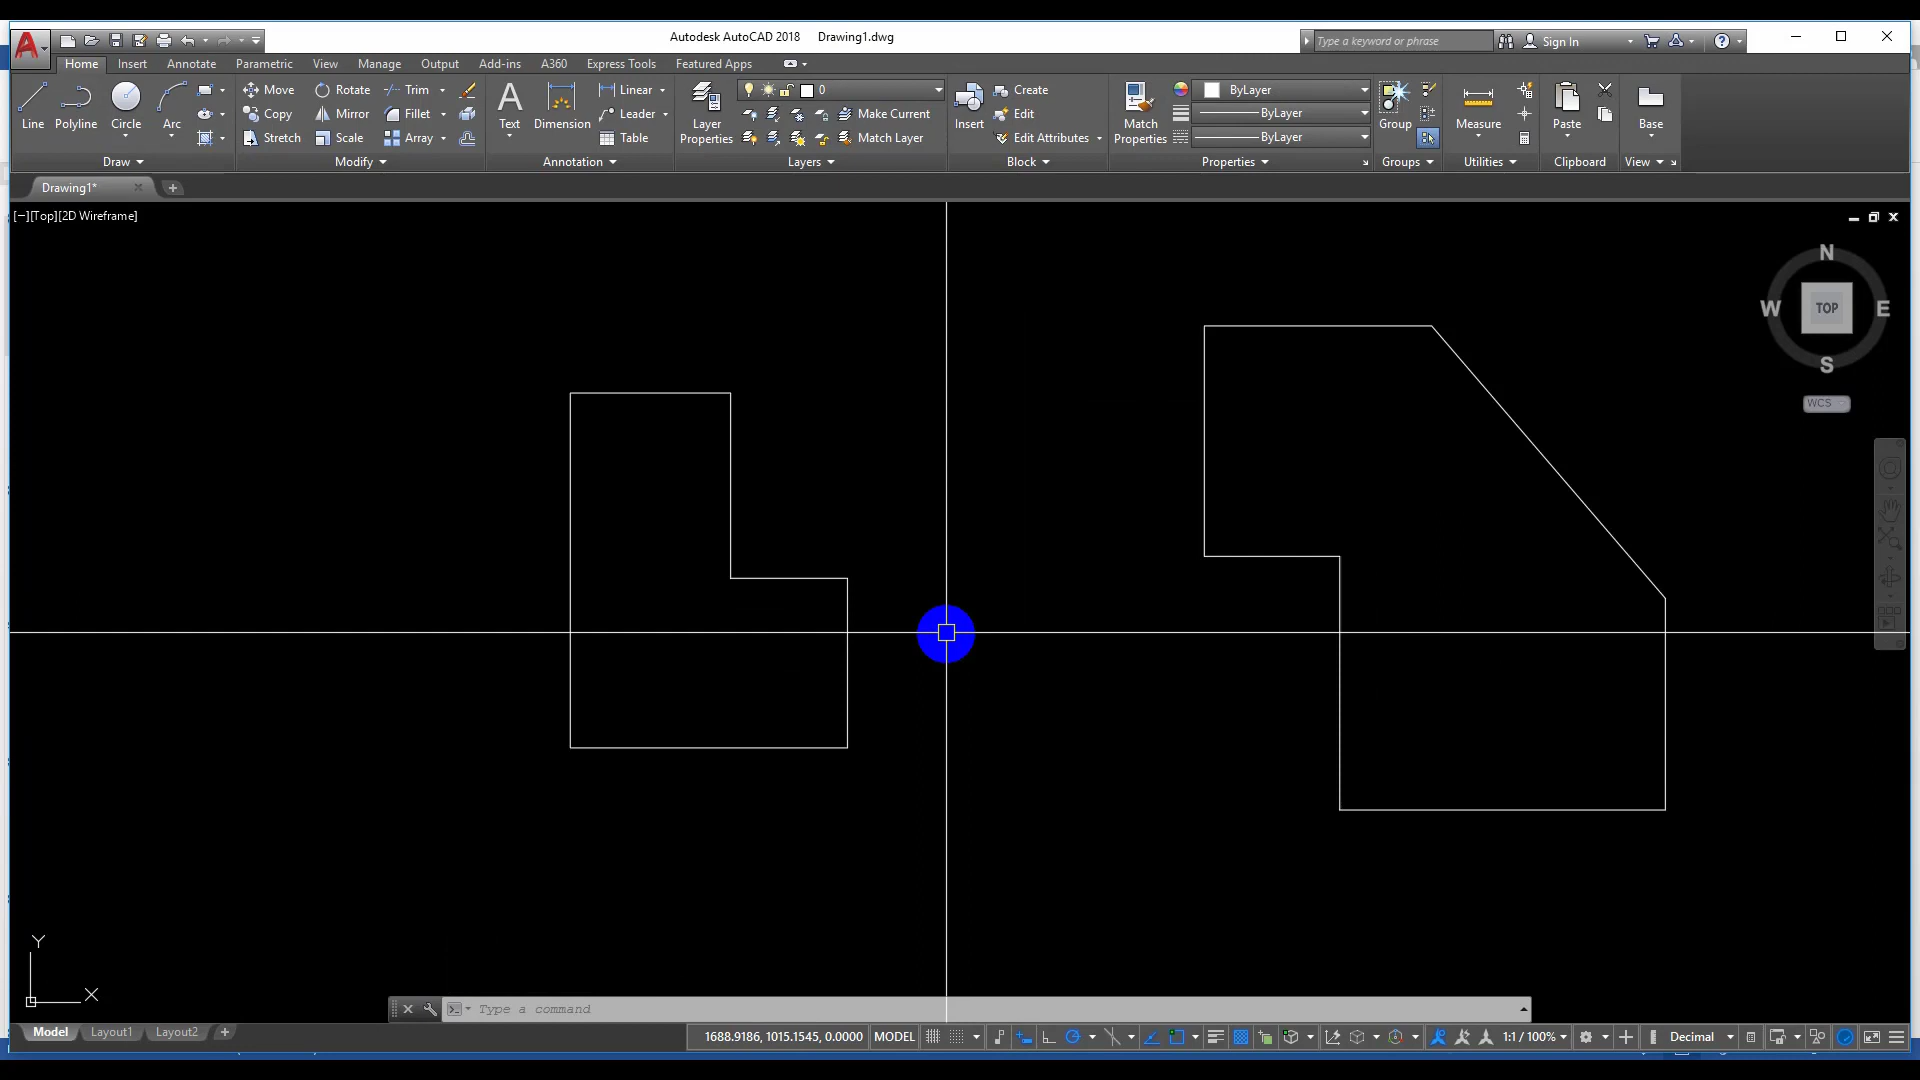 Autodesk AutoCAD 2018 Drawing1.dwg
Type a keyword or phrase
Sign In
Home Insert Annotate Parametric View Manage Output Add-ins A360 Express Tools Featured Apps
Line Polyline Circle Arc
Move Rotate Trim
Copy Mirror Fillet
Stretch Scale Array
Text Dimension
Linear
Leader
Table
Layer Properties
0
Make Current
Match Layer
Insert
Create
Edit
Edit Attributes
Match Properties
ByLayer
ByLayer
ByLayer
Group
Measure
Paste
Base
Draw Modify Annotation Layers Block Properties Groups Utilities Clipboard View
Drawing1*
[−][Top][2D Wireframe]
N
W TOP E
S
WCS
Y
X
Type a command
Model Layout1 Layout2
1688.9186, 1015.1545, 0.0000 MODEL 1:1 / 100% Decimal